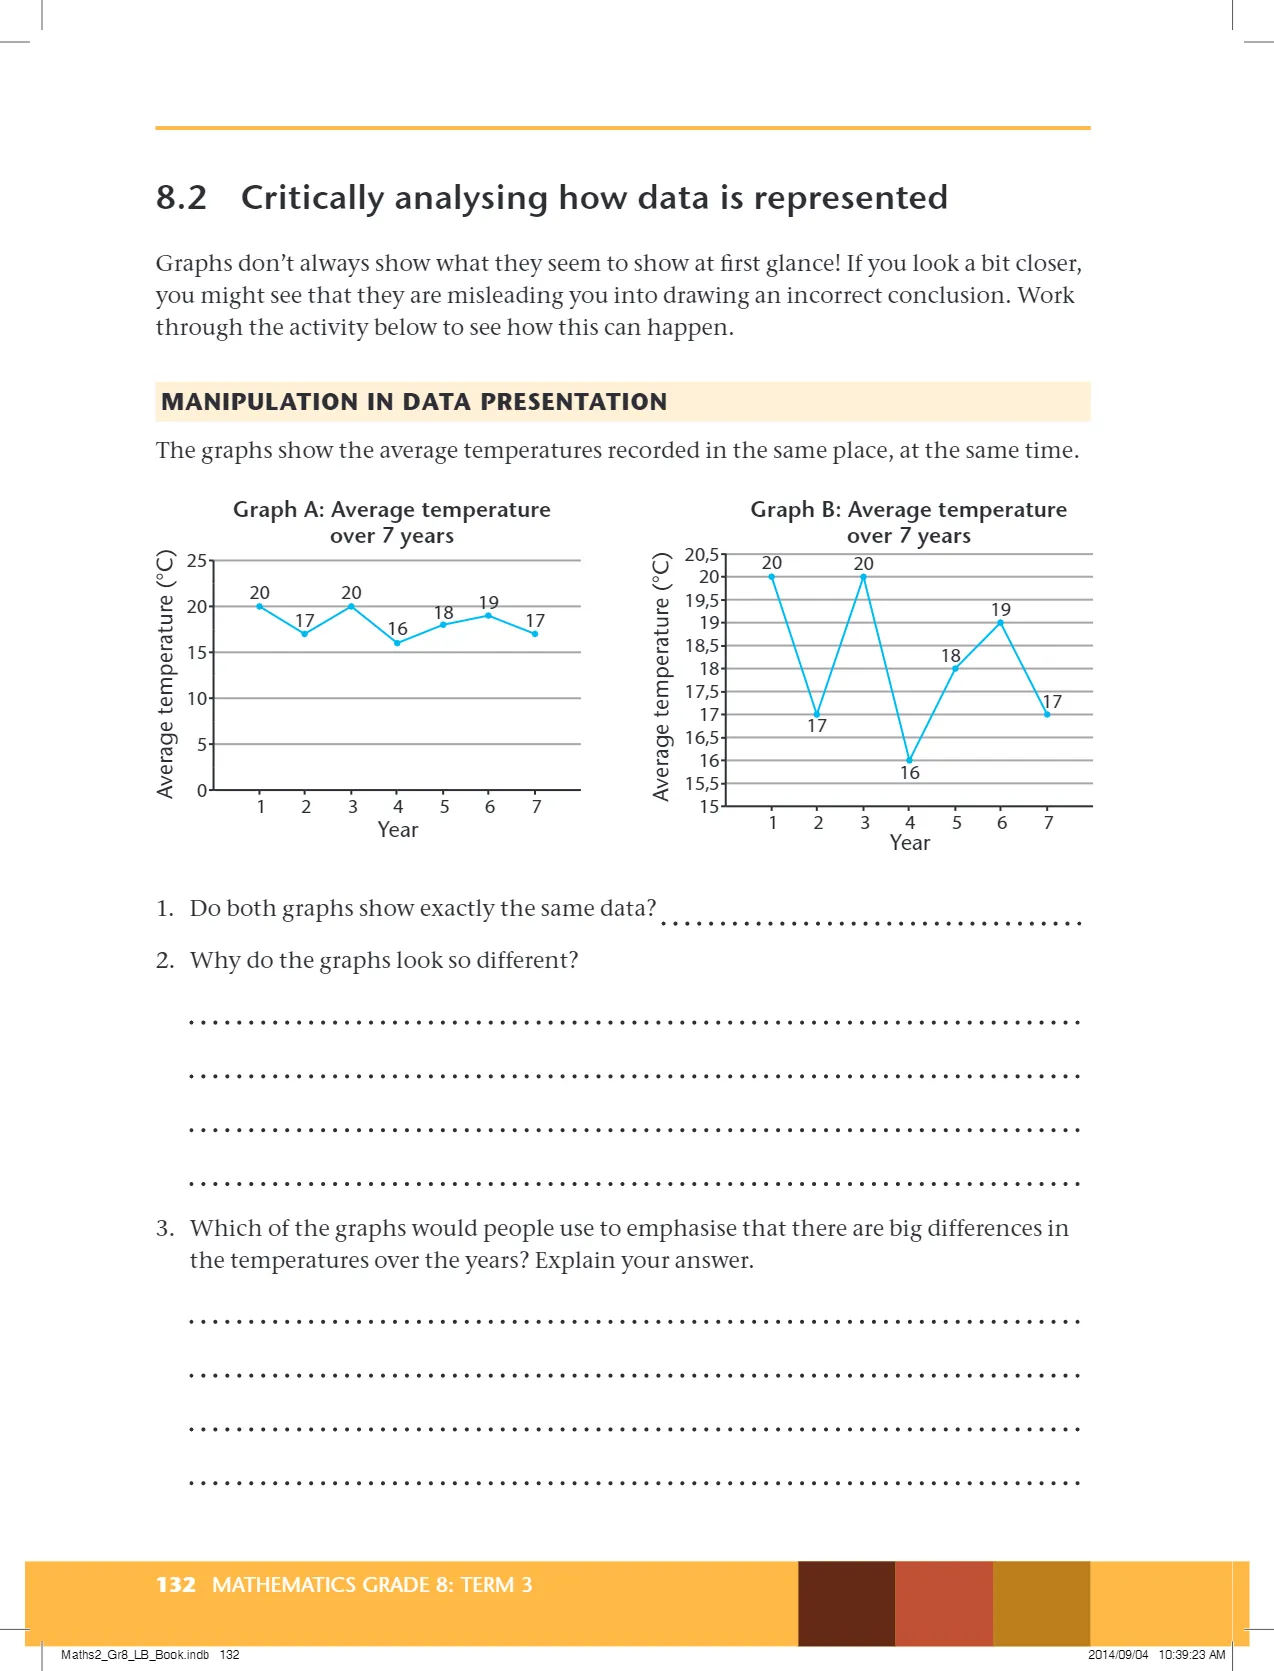 8.2 Critically analysing how data is represented
Graphs don’t always show what they seem to show at first glance! If you look a bit closer,
you might see that they are misleading you into drawing an incorrect conclusion. Work
through the activity below to see how this can happen.
MANIPULATION IN DATA PRESENTATION
The graphs show the average temperatures recorded in the same place, at the same time.
Graph A: Average temperature
over 7 years
Average temperature (°C)
25
20
15
10
5
0
20
17
20
16
18
19
17
1 2 3 4 5 6 7
Year
Graph B: Average temperature
over 7 years
Average temperature (°C)
20,5
20
19,5
19
18,5
18
17,5
17
16,5
16
15,5
15
20
17
20
16
18
19
17
1 2 3 4 5 6 7
Year
1. Do both graphs show exactly the same data?
2. Why do the graphs look so different?
3. Which of the graphs would people use to emphasise that there are big differences in
the temperatures over the years? Explain your answer.
132 MATHEMATICS GRADE 8: TERM 3
Maths2_Gr8_LB_Book.indb 132
2014/09/04 10:39:23 AM